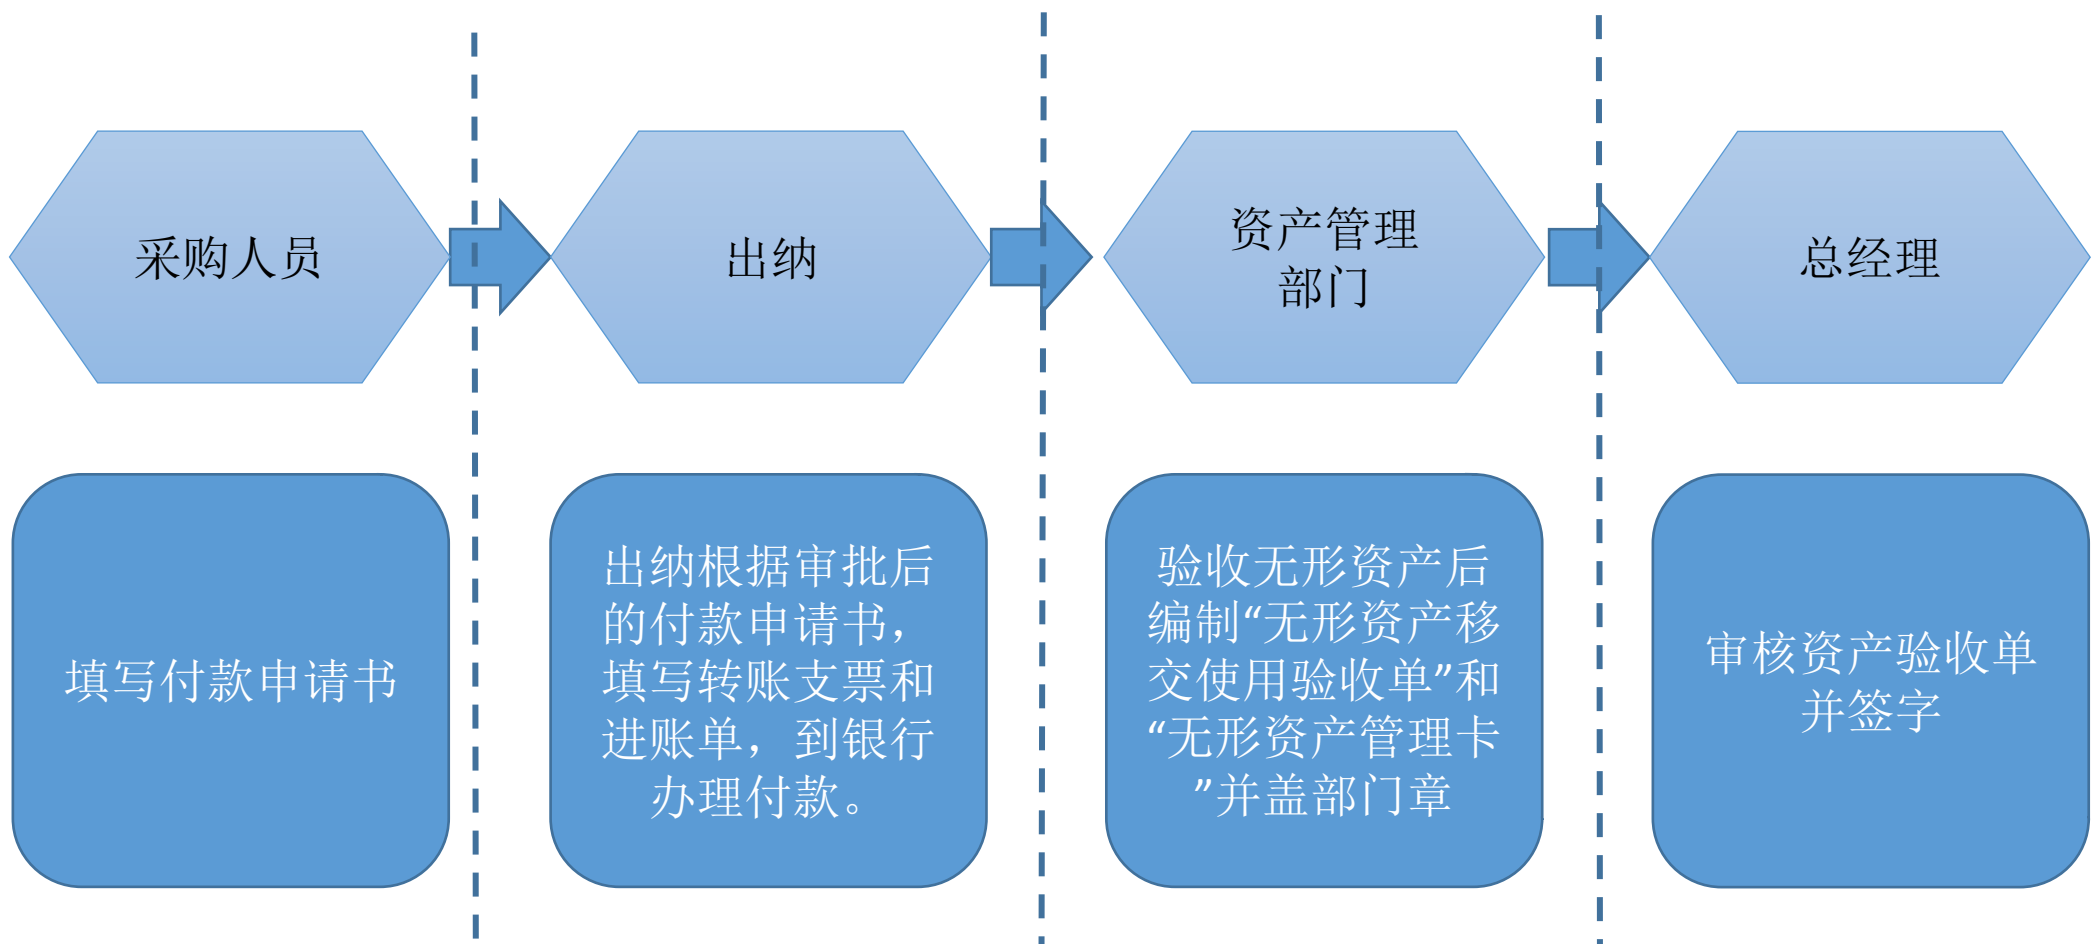 采购人员
出纳
资产管理
部门
总经理
填写付款申请书
出纳根据审批后
的付款申请书，
填写转账支票和
进账单，到银行
办理付款。
验收无形资产后
编制“无形资产移
交使用验收单”和
“无形资产管理卡
”并盖部门章
审核资产验收单
并签字